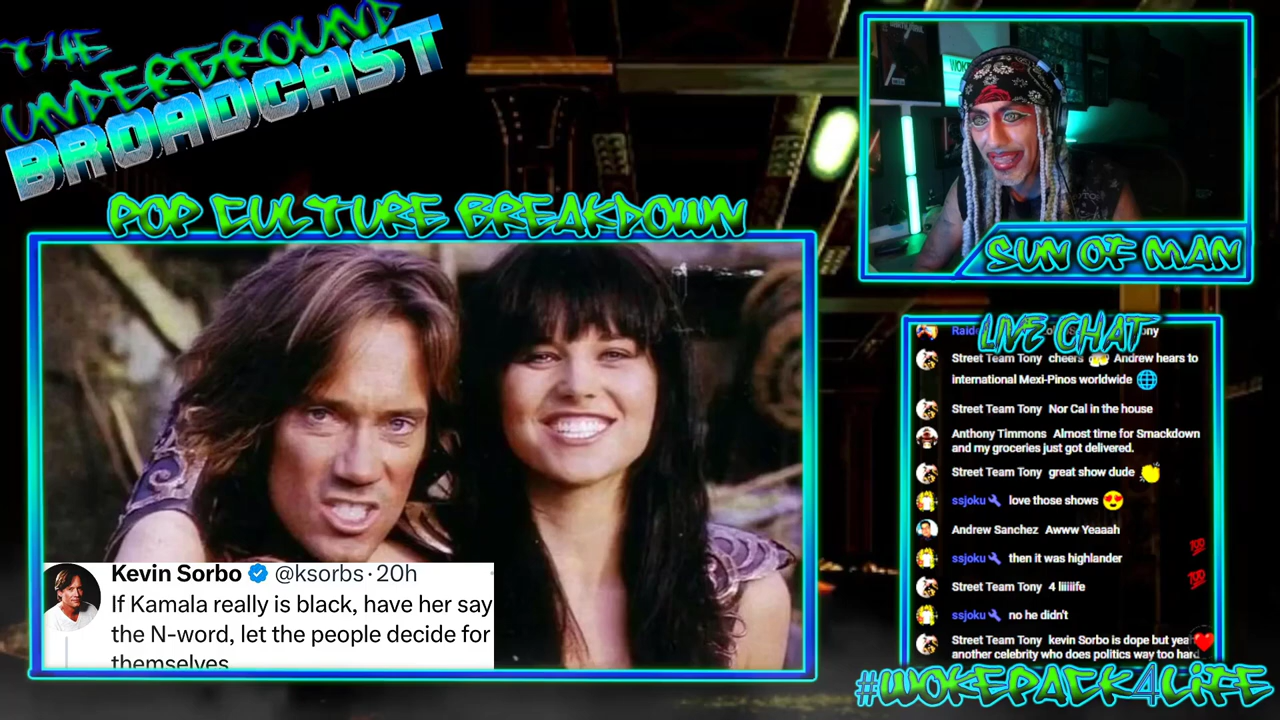 THE
UNDERGROUND
BROADCAST
POP CULTURE BREAKDOWN
WOKE
SUN OF MAN
LIVE CHAT
Street Team Tony cheers Andrew hears to
international Mexi-Pinos worldwide
Street Team Tony Nor Cal in the house
Anthony Timmons Almost time for Smackdown
and my groceries just got delivered.
Street Team Tony great show dude
ssjoku love those shows
Andrew Sanchez Awww Yeaaah
ssjoku then it was highlander
Street Team Tony 4 liiiiife
ssjoku no he didn't
Street Team Tony kevin Sorbo is dope but yea
another celebrity who does politics way too hard
Kevin Sorbo @ksorbs · 20h
If Kamala really is black, have her say
the N-word, let the people decide for
themselves
#WOKEPACK4LIFE